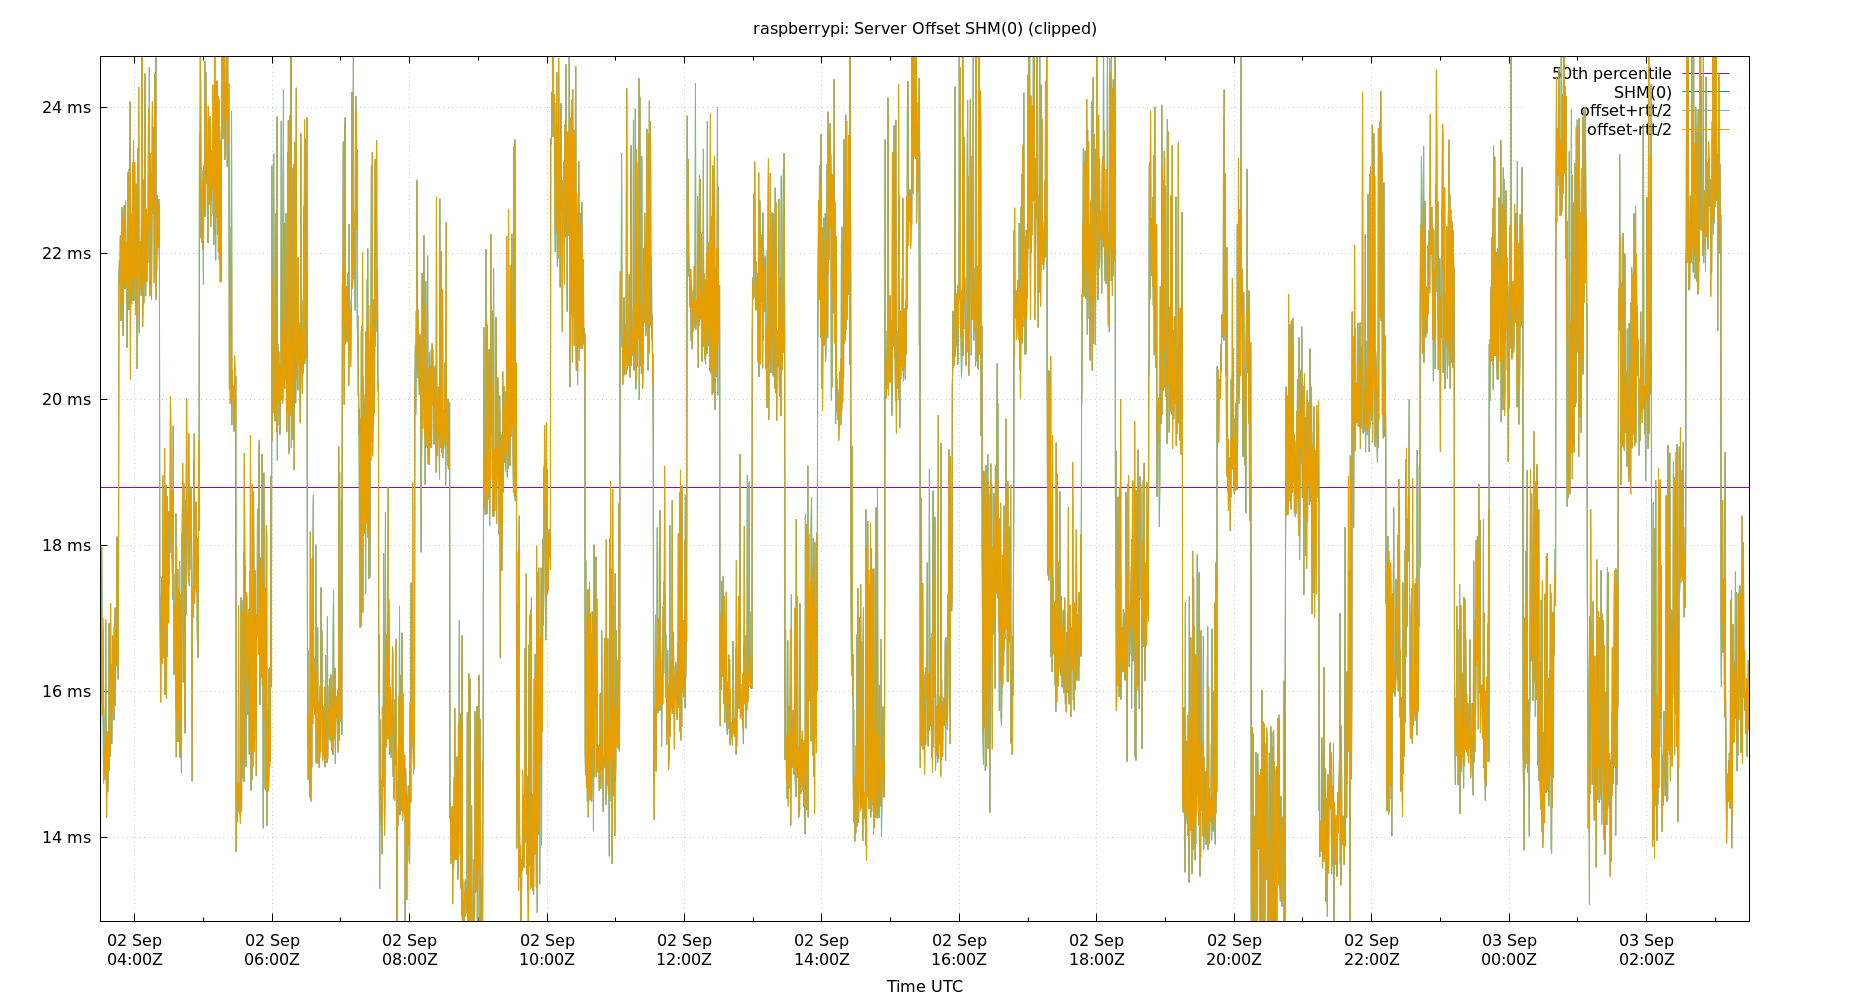 raspberrypi: Server Offset SHM(0) (clipped)
50th percentile
SHM(0)
offset+rtt/2
offset-rtt/2
24 ms
22 ms
20 ms
18 ms
16 ms
14 ms
02 Sep 02 Sep 02 Sep 02 Sep 02 Sep 02 Sep 02 Sep 02 Sep 02 Sep 02 Sep 03 Sep 03 Sep
04:00Z 06:00Z 08:00Z 10:00Z 12:00Z 14:00Z 16:00Z 18:00Z 20:00Z 22:00Z 00:00Z 02:00Z
Time UTC